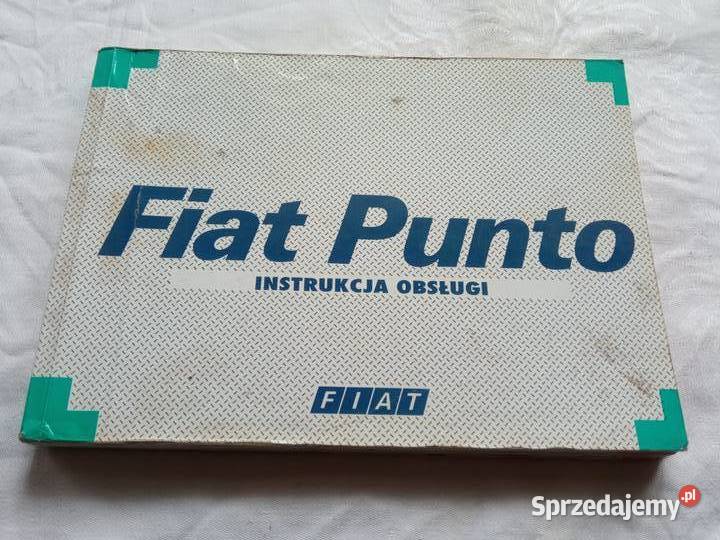 Fiat Punto
INSTRUKCJA OBSŁUGI
FIAT
Sprzedajemy.pl